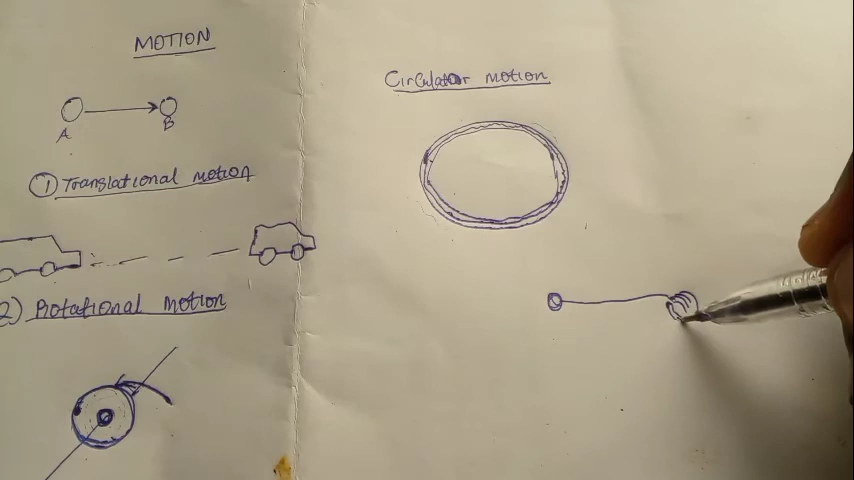 MOTION
A
B
① Translational motion
2) Rotational motion
Circulator motion